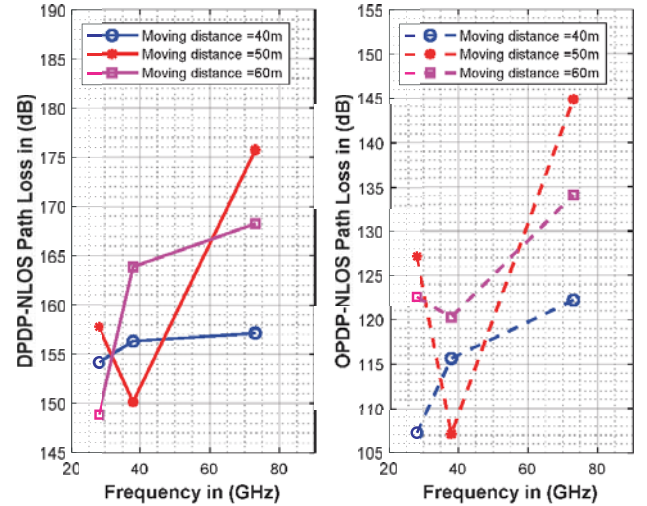 190
185
180
175
170
165
160
155
150
145
20
40
60
80
DPDP-NLOS Path Loss in (dB)
Frequency in (GHz)
Moving distance =40m
Moving distance =50m
Moving distance =60m
155
150
145
140
135
130
125
120
115
110
105
20
40
60
80
OPDP-NLOS Path Loss in (dB)
Frequency in (GHz)
Moving distance =40m
Moving distance =50m
Moving distance =60m